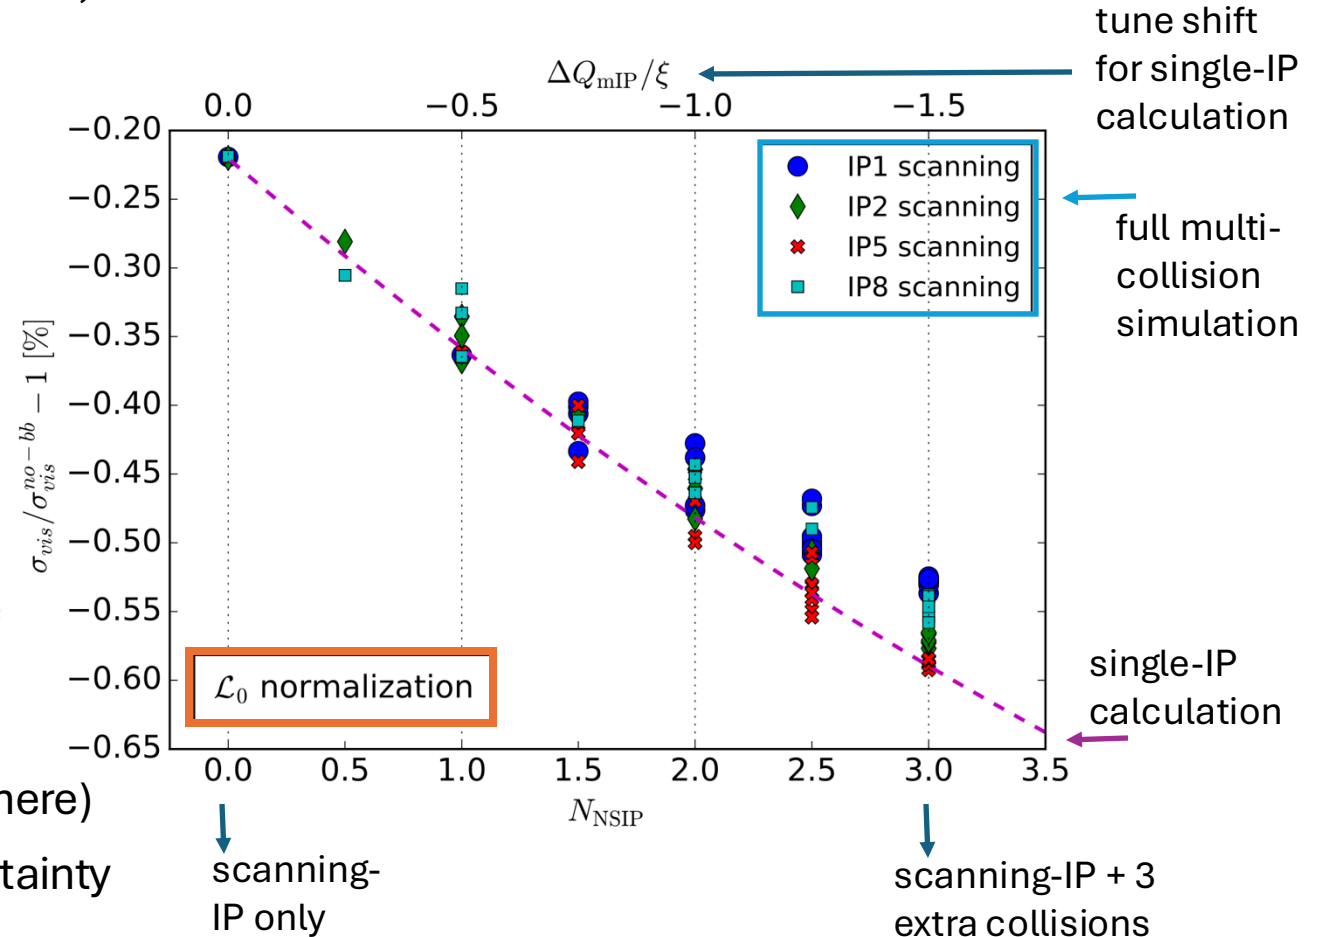 tune shift
for single-IP
calculation
ΔQ_mIP/ξ
0.0 −0.5 −1.0 −1.5
−0.20
−0.25
−0.30
−0.35
−0.40
−0.45
−0.50
−0.55
−0.60
−0.65
σ_vis/σ_vis^no−bb − 1 [%]
IP1 scanning
IP2 scanning
IP5 scanning
IP8 scanning
full multi-
collision
simulation
ℒ₀ normalization
single-IP
calculation
0.0 0.5 1.0 1.5 2.0 2.5 3.0 3.5
N_NSIP
here)
tainty
scanning-
IP only
scanning-IP + 3
extra collisions